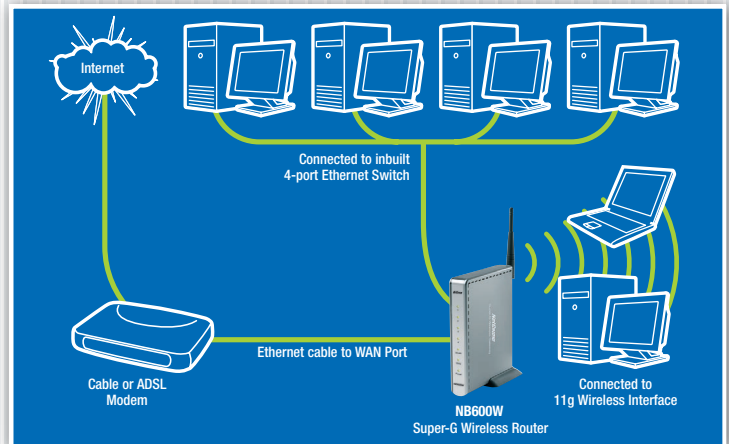 Internet
Connected to inbuilt
4-port Ethernet Switch
Ethernet cable to WAN Port
Cable or ADSL
Modem
NB600W
Super-G Wireless Router
Connected to
11g Wireless Interface